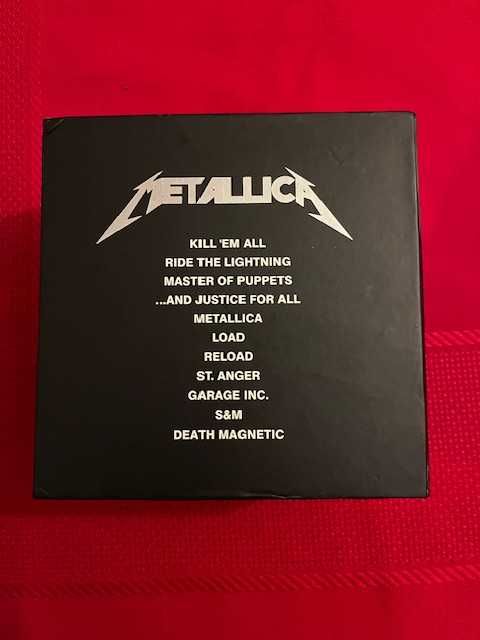 METALLICA
KILL 'EM ALL
RIDE THE LIGHTNING
MASTER OF PUPPETS
...AND JUSTICE FOR ALL
METALLICA
LOAD
RELOAD
ST. ANGER
GARAGE INC.
S&M
DEATH MAGNETIC